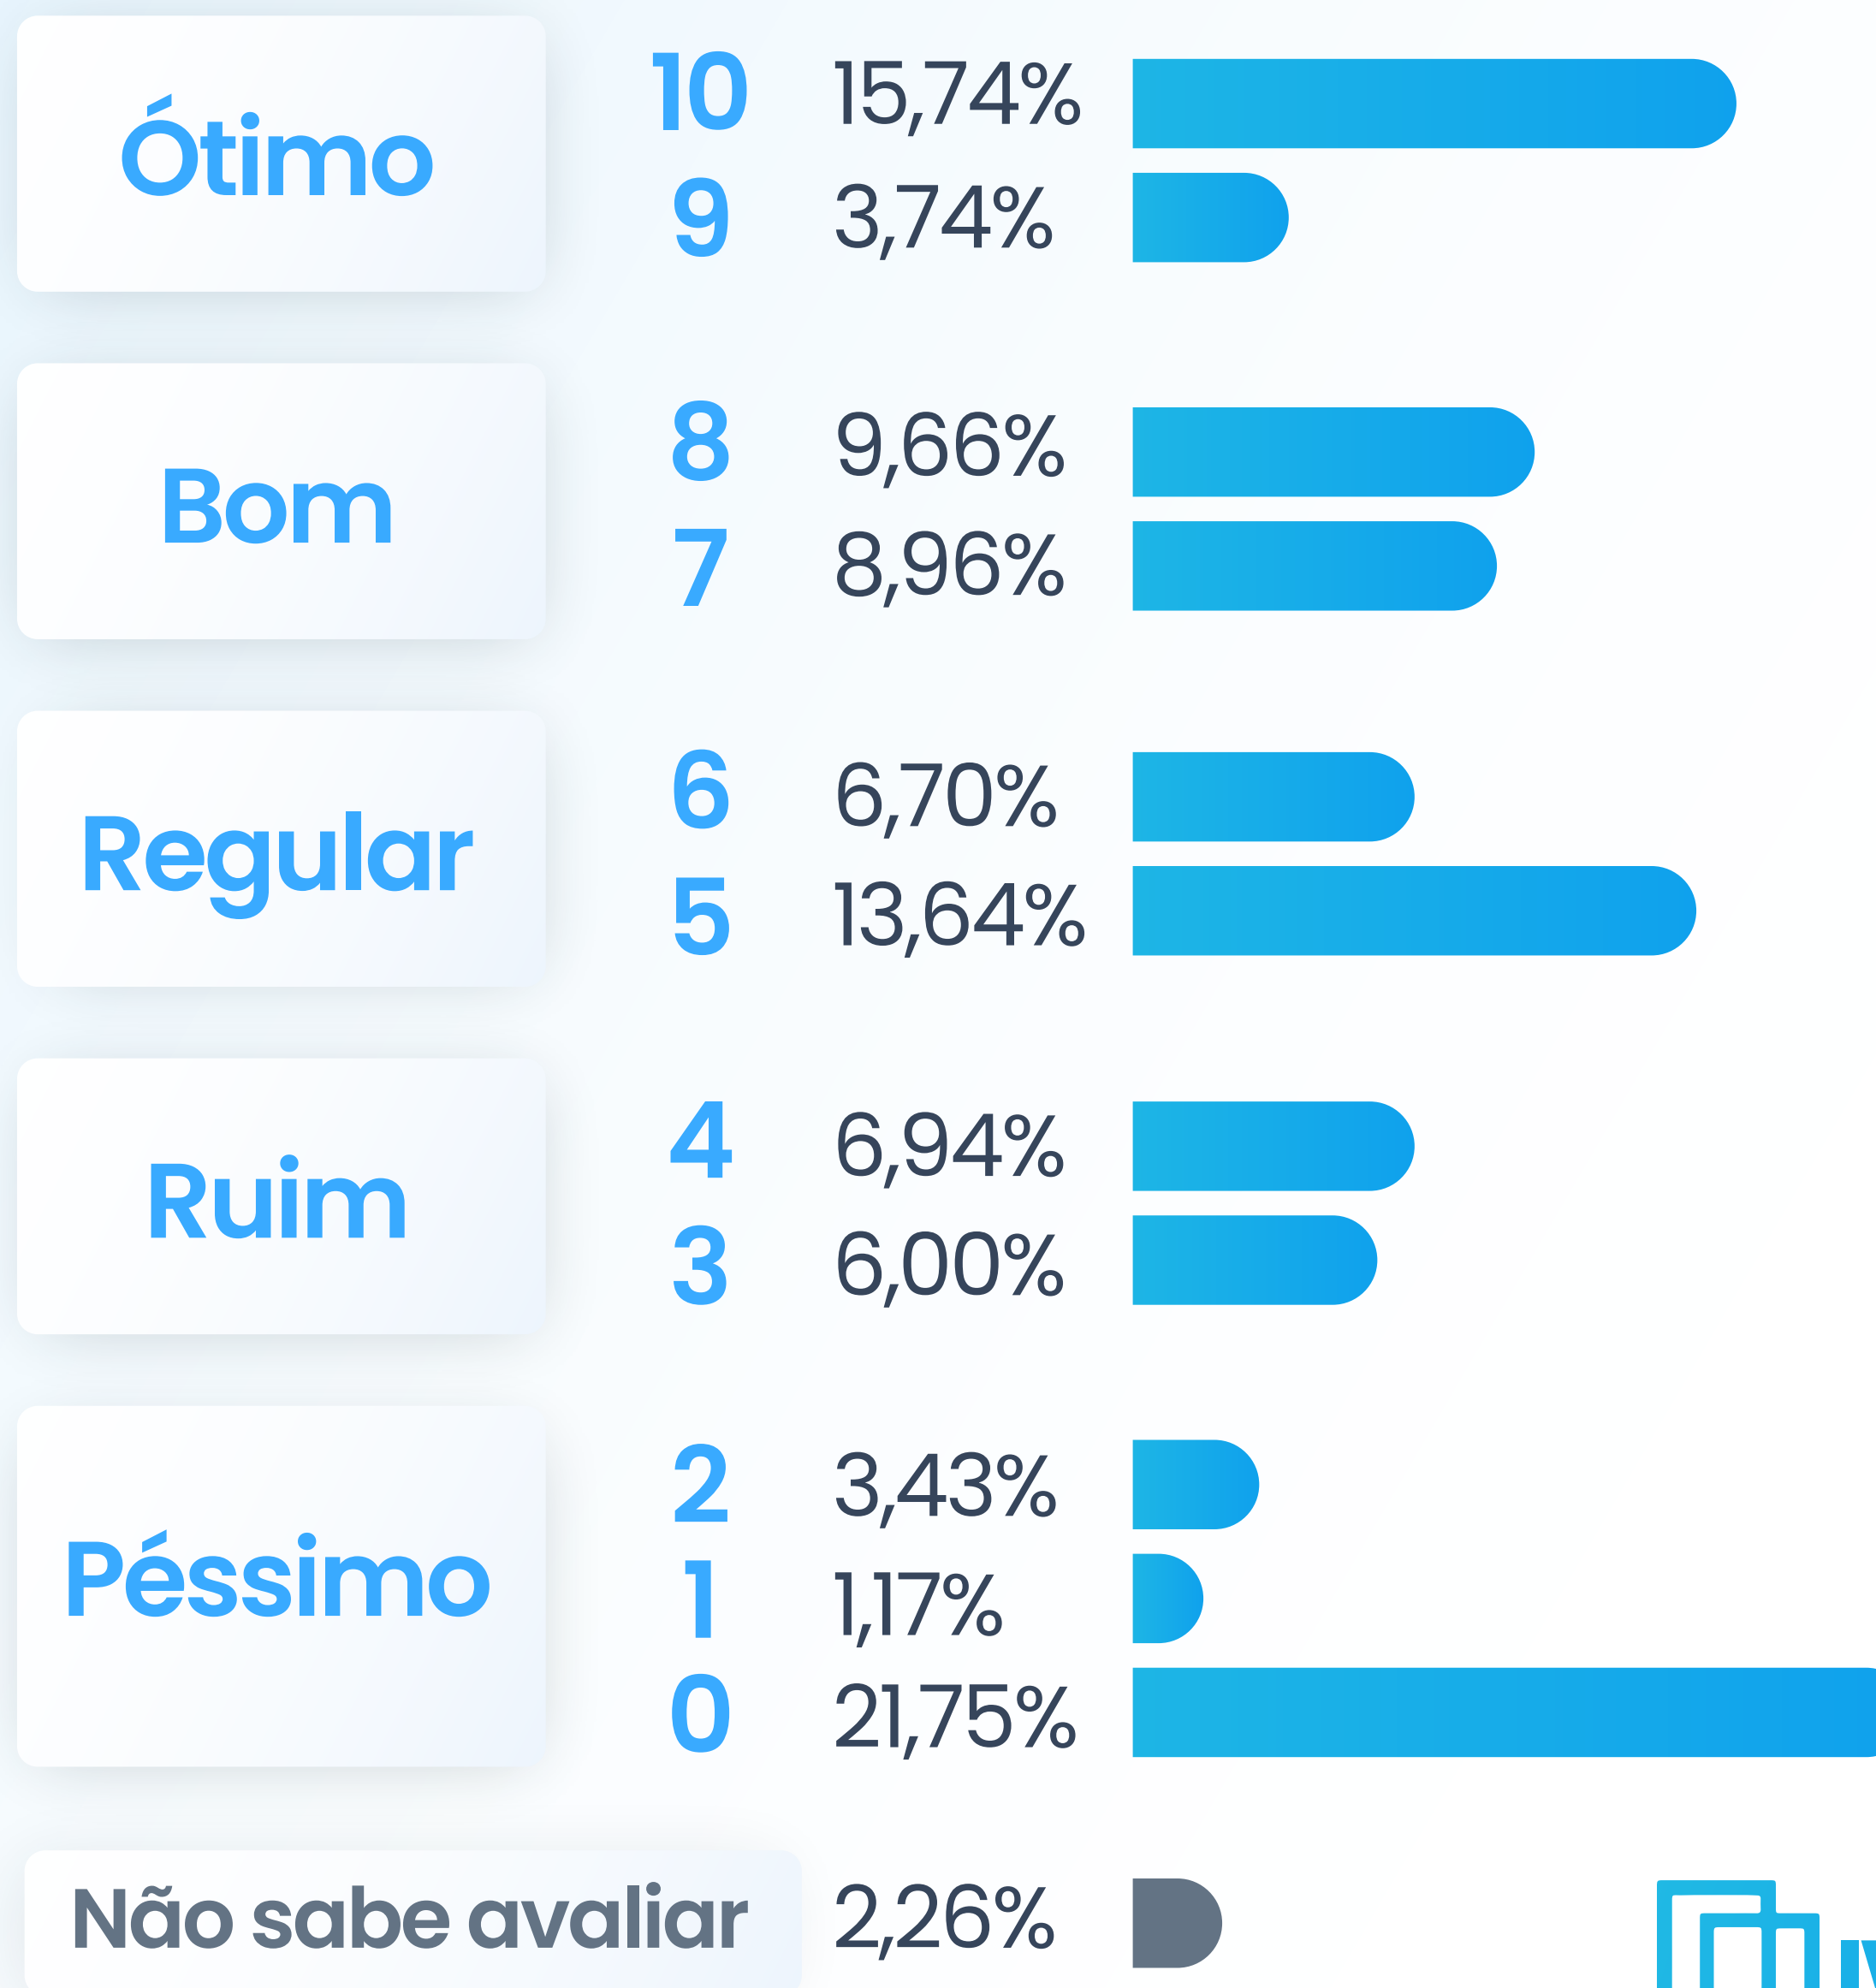 Ótimo
10 15,74%
9 3,74%
Bom
8 9,66%
7 8,96%
Regular
6 6,70%
5 13,64%
Ruim
4 6,94%
3 6,00%
Péssimo
2 3,43%
1 1,17%
0 21,75%
Não sabe avaliar 2,26%